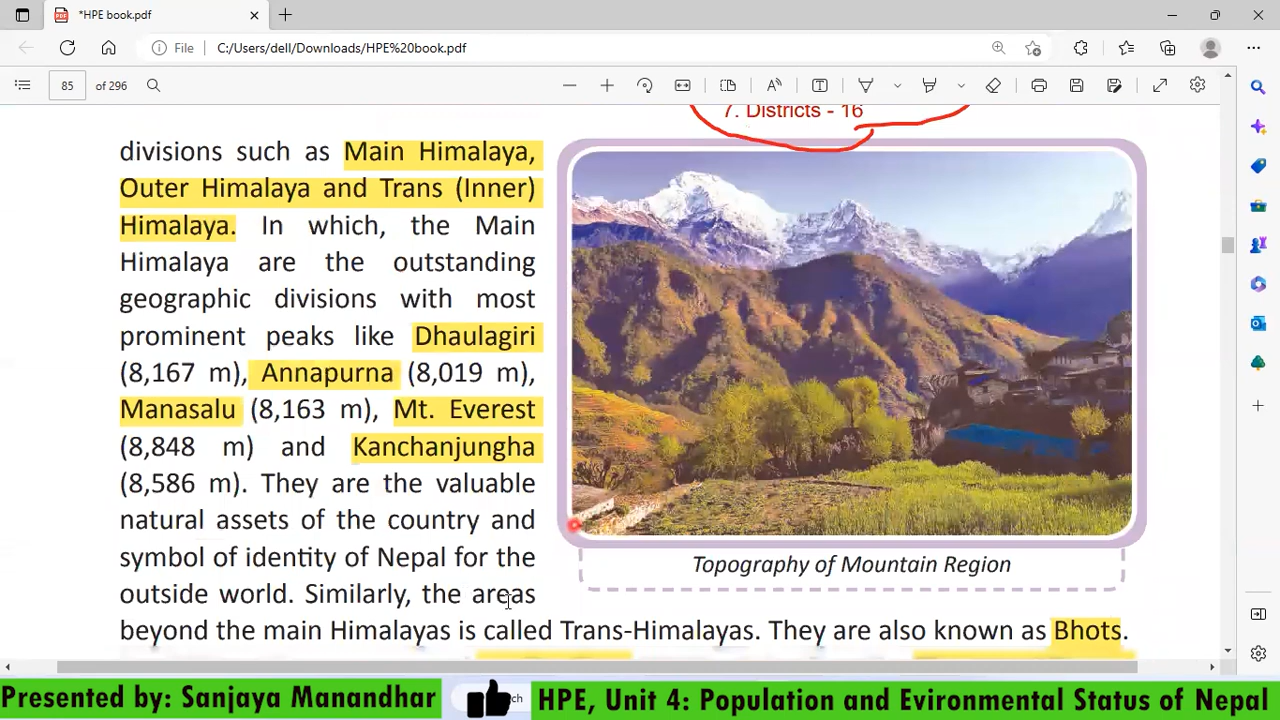 *HPE book.pdf
File
C:/Users/dell/Downloads/HPE%20book.pdf
85 of 296
7. Districts - 16
divisions such as Main Himalaya,
Outer Himalaya and Trans (Inner)
Himalaya. In which, the Main
Himalaya are the outstanding
geographic divisions with most
prominent peaks like Dhaulagiri
(8,167 m), Annapurna (8,019 m),
Manasalu (8,163 m), Mt. Everest
(8,848 m) and Kanchanjungha
(8,586 m). They are the valuable
natural assets of the country and
symbol of identity of Nepal for the
outside world. Similarly, the areas
beyond the main Himalayas is called Trans-Himalayas. They are also known as Bhots.
Topography of Mountain Region
Presented by: Sanjaya Manandhar
HPE, Unit 4: Population and Evironmental Status of Nepal